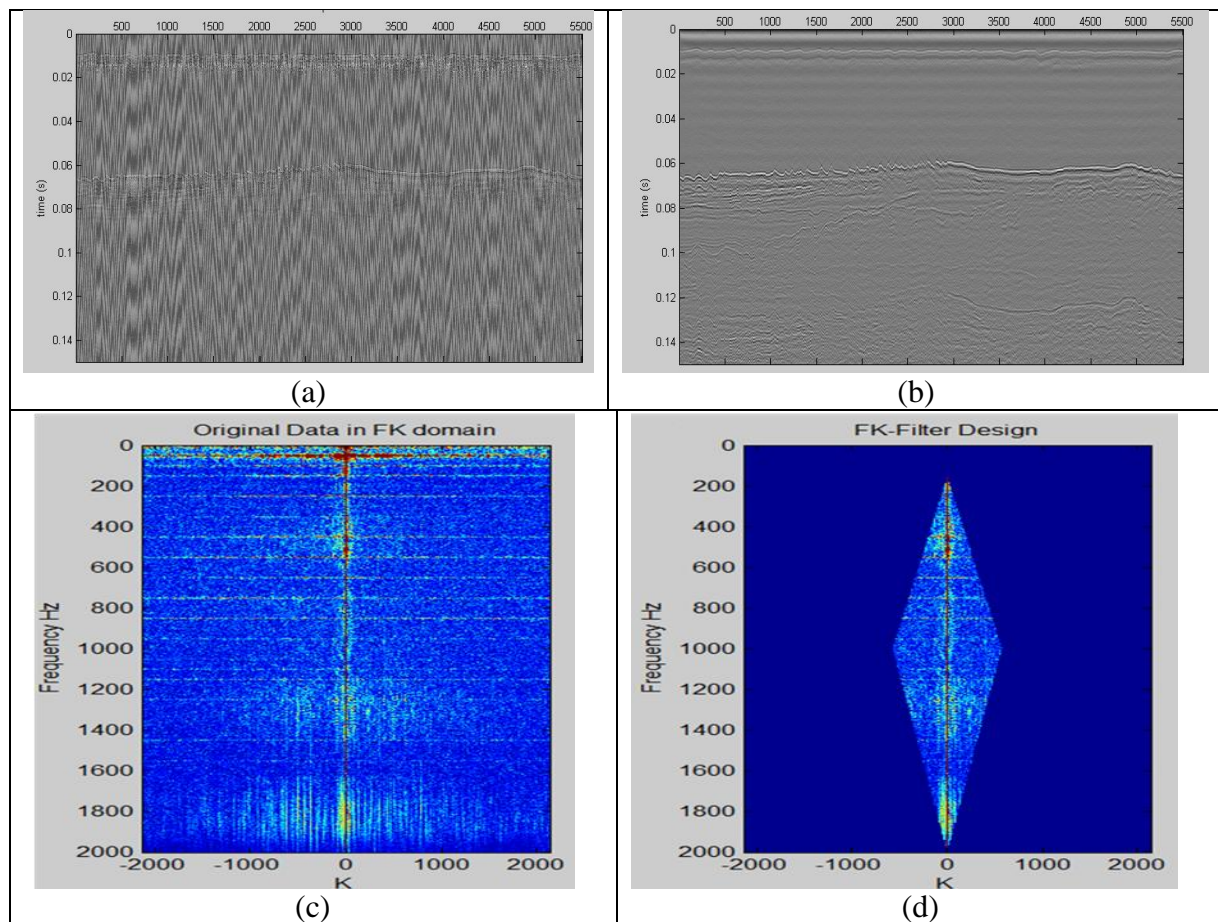 500 1000 1500 2000 2500 3000 3500 4000 4500 5000 5500
0
0.02
0.04
0.06
0.08
0.1
0.12
0.14
time (s)
(a)
500 1000 1500 2000 2500 3000 3500 4000 4500 5000 5500
0
0.02
0.04
0.06
0.08
0.1
0.12
0.14
time (s)
(b)
Original Data in FK domain
0
200
400
600
800
1000
1200
1400
1600
1800
2000
Frequency Hz
-2000 -1000 0 1000 2000
K
(c)
FK-Filter Design
0
200
400
600
800
1000
1200
1400
1600
1800
2000
Frequency Hz
-2000 -1000 0 1000 2000
K
(d)